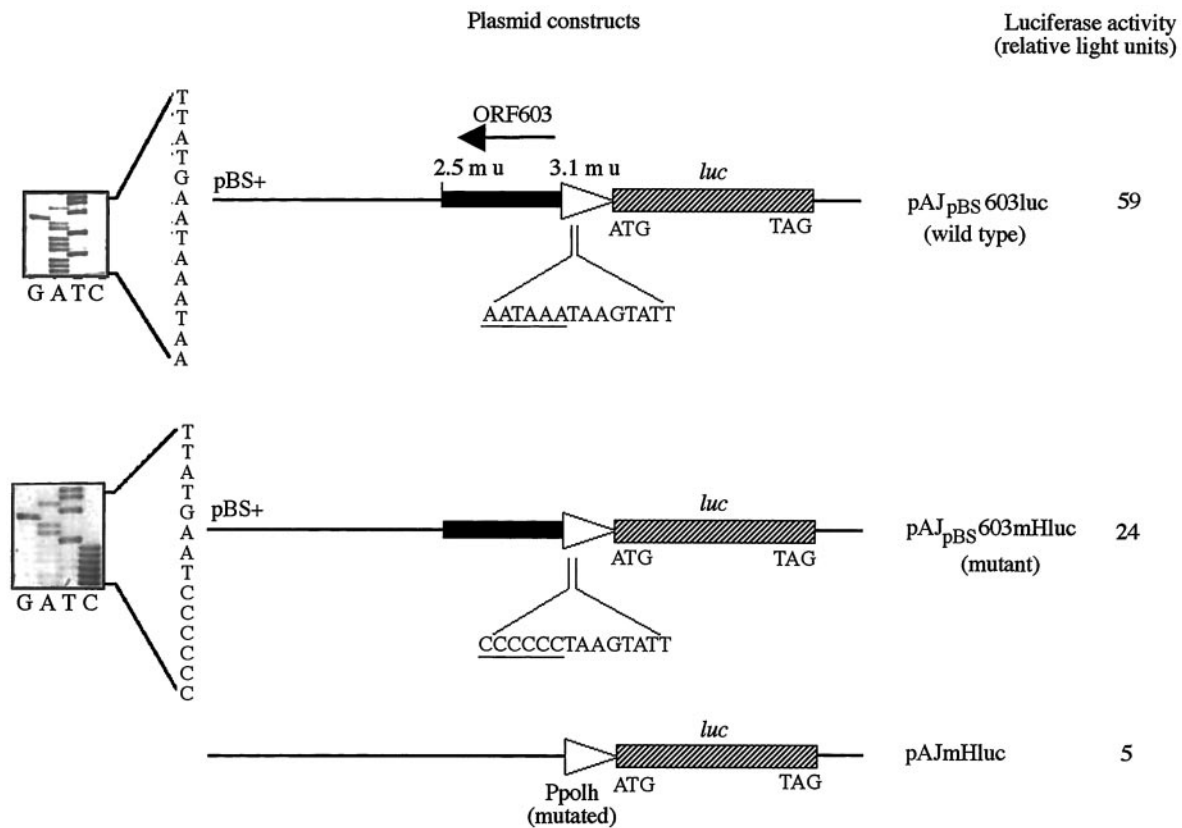 Plasmid constructs
Luciferase activity
(relative light units)
T
T
A
T
G
A
A
T
A
A
A
T
A
A
G A T C
pBS+
ORF603
2.5 m u
3.1 m u
luc
ATG
TAG
AATAAATAAGTATT
pAJpBS603luc
(wild type)
59
T
T
A
T
G
A
A
T
C
C
C
C
C
C
G A T C
pBS+
luc
ATG
TAG
CCCCCCTAAGTATT
pAJpBS603mHluc
(mutant)
24
luc
Ppolh
(mutated)
ATG
TAG
pAJmHluc
5